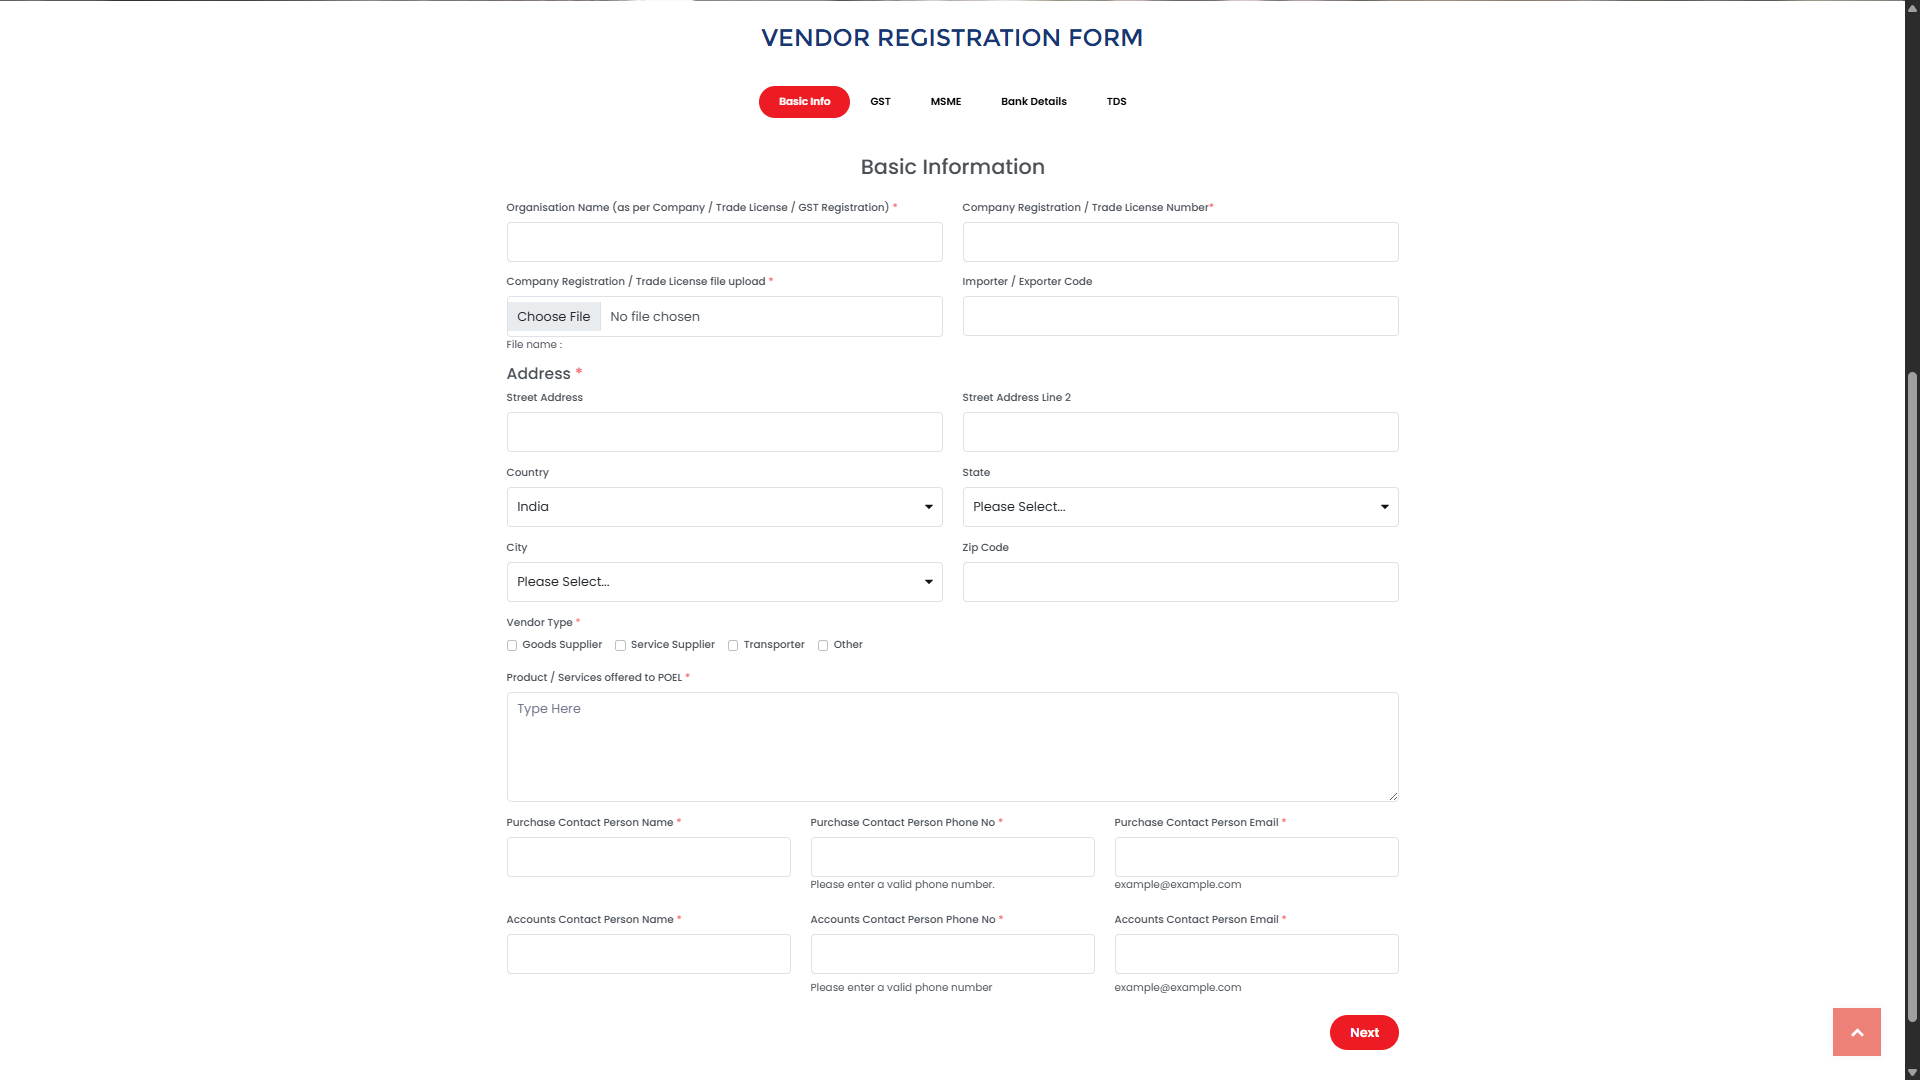 VENDOR REGISTRATION FORM
Basic Info GST MSME Bank Details TDS
Basic Information
Organisation Name (as per Company / Trade License / GST Registration) * Company Registration / Trade License Number*
Company Registration / Trade License file upload * Importer / Exporter Code
Choose File No file chosen
File name :
Address *
Street Address Street Address Line 2
Country State
India Please Select...
City Zip Code
Please Select...
Vendor Type *
Goods Supplier Service Supplier Transporter Other
Product / Services offered to POEL *
Type Here
Purchase Contact Person Name * Purchase Contact Person Phone No * Purchase Contact Person Email *
Please enter a valid phone number. example@example.com
Accounts Contact Person Name * Accounts Contact Person Phone No * Accounts Contact Person Email *
Please enter a valid phone number example@example.com
Next